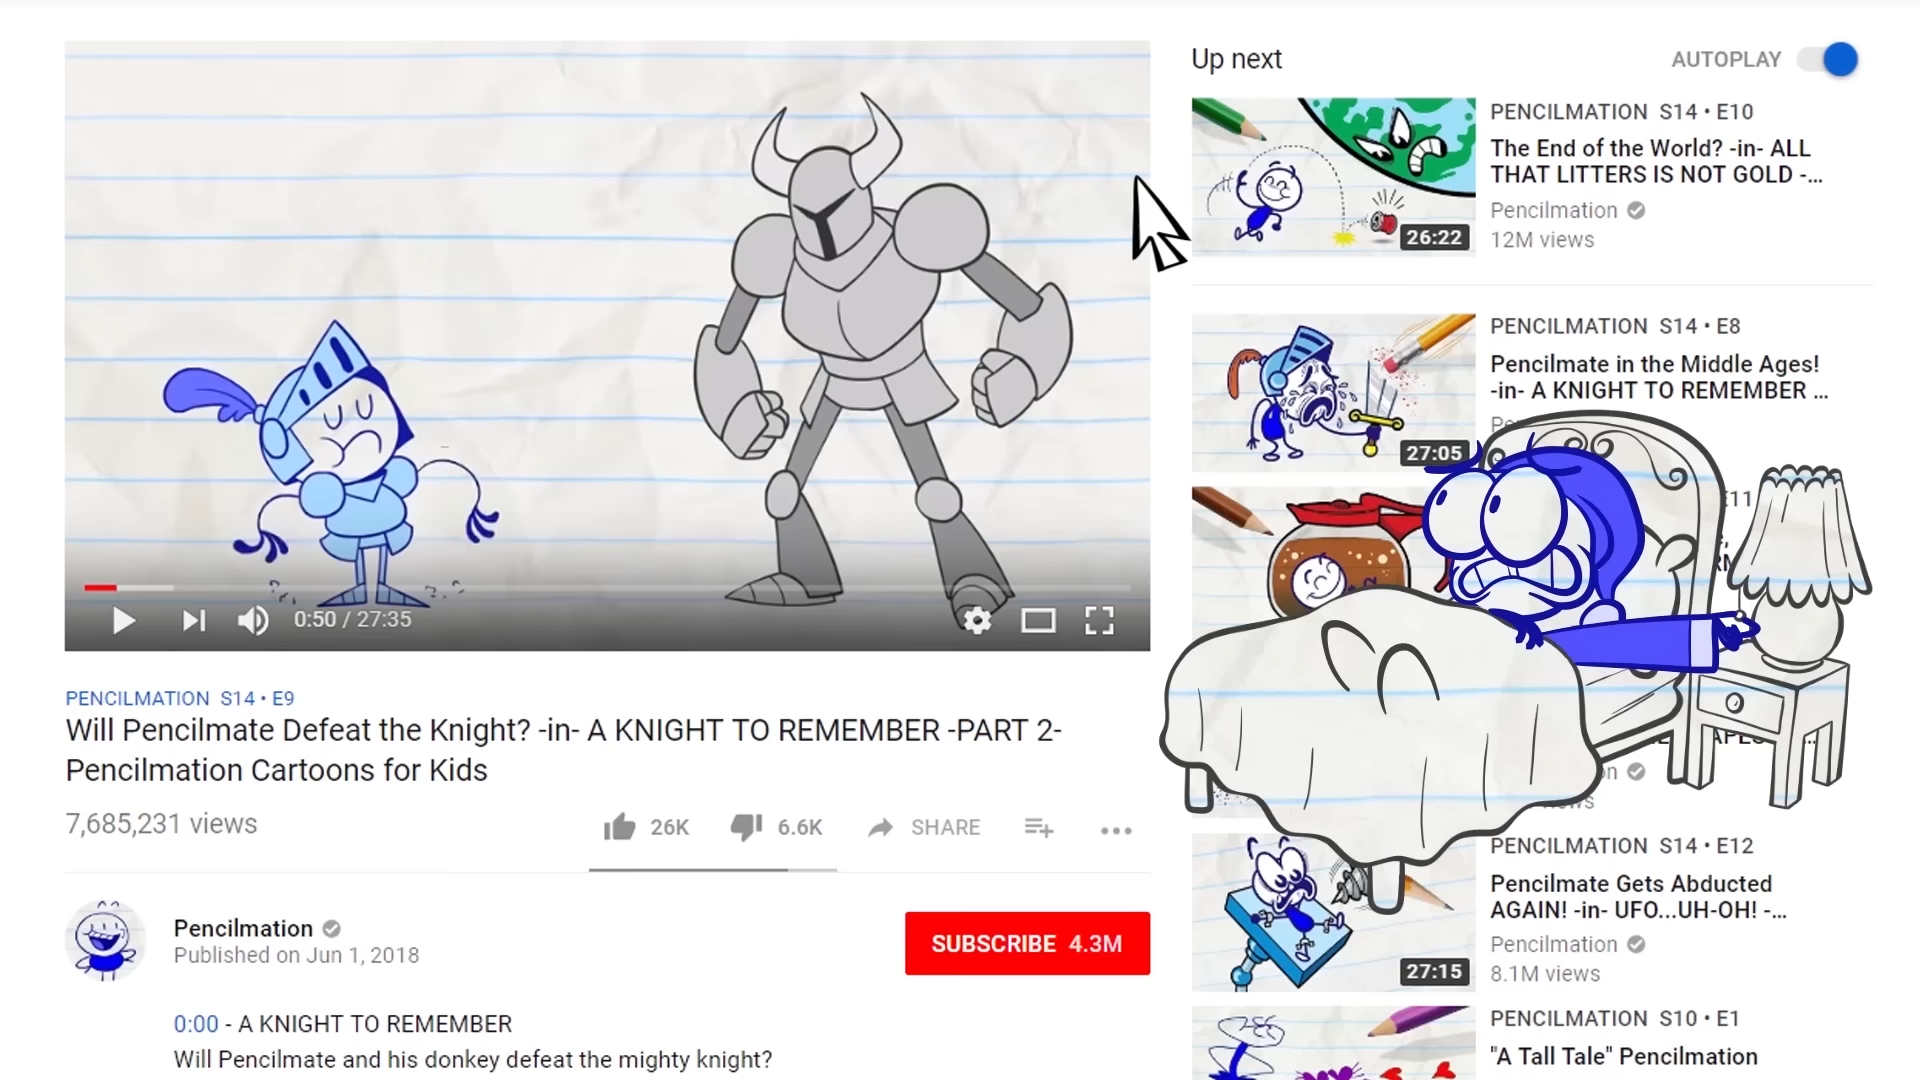 0:50 / 27:35
PENCILMATION S14 • E9
Will Pencilmate Defeat the Knight? -in- A KNIGHT TO REMEMBER -PART 2-
Pencilmation Cartoons for Kids
7,685,231 views
26K
6.6K
SHARE
Pencilmation
Published on Jun 1, 2018
SUBSCRIBE 4.3M
0:00 - A KNIGHT TO REMEMBER
Will Pencilmate and his donkey defeat the mighty knight?
Up next
AUTOPLAY
26:22
PENCILMATION S14 • E10
The End of the World? -in- ALL
THAT LITTERS IS NOT GOLD -...
Pencilmation
12M views
27:05
PENCILMATION S14 • E8
Pencilmate in the Middle Ages!
-in- A KNIGHT TO REMEMBER ...
E11
27:15
PENCILMATION S14 • E12
Pencilmate Gets Abducted
AGAIN! -in- UFO...UH-OH! -...
Pencilmation
8.1M views
PENCILMATION S10 • E1
"A Tall Tale" Pencilmation